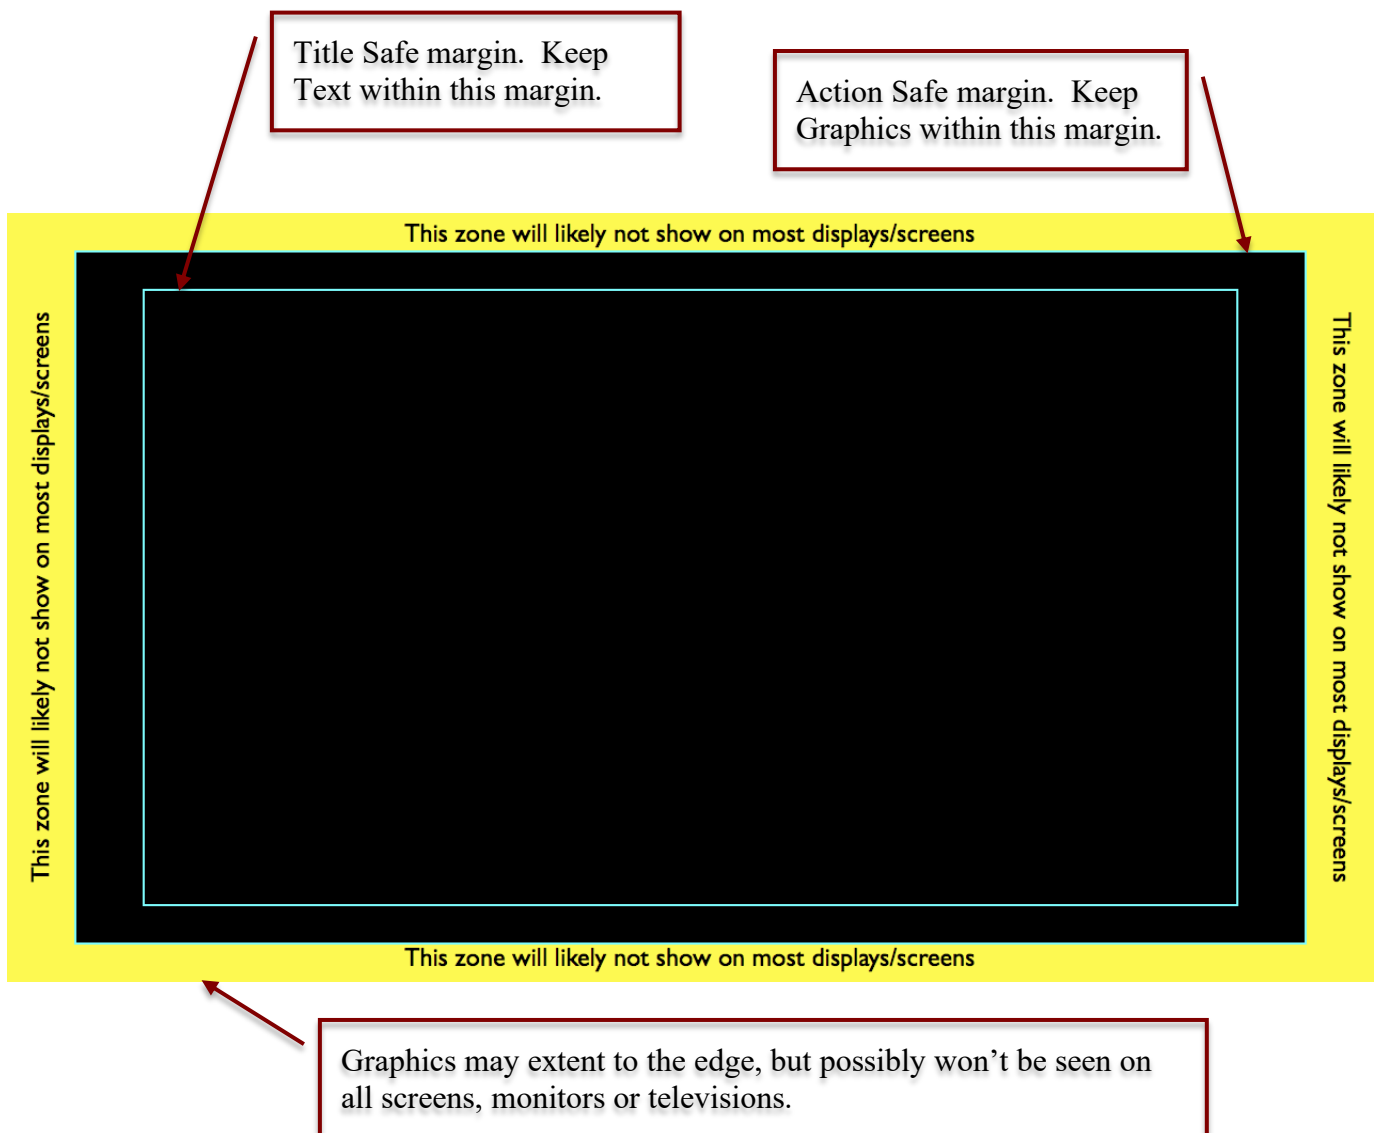 Title Safe margin.  Keep
Text within this margin.
Action Safe margin.  Keep
Graphics within this margin.
This zone will likely not show on most displays/screens
This zone will likely not show on most displays/screens
This zone will likely not show on most displays/screens
This zone will likely not show on most displays/screens
Graphics may extent to the edge, but possibly won’t be seen on
all screens, monitors or televisions.